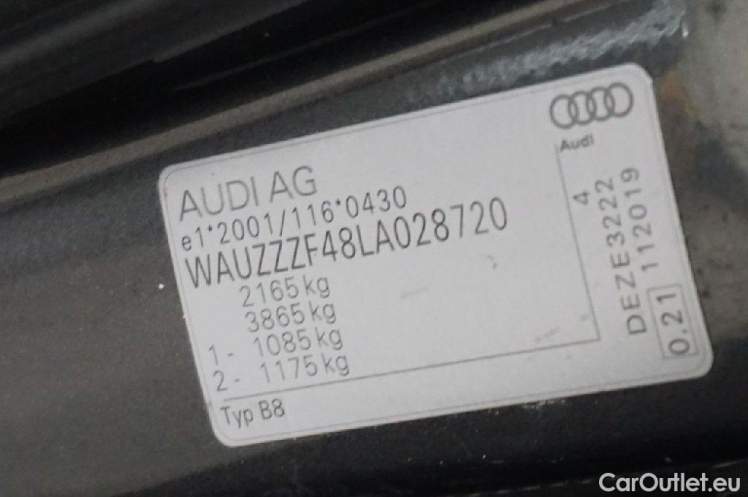 AUDI AG
e1*2001/116*0430
WAUZZZF48LA028720
2165 kg
3865 kg
1 - 1085 kg
2 - 1175 kg
Typ B8
Audi
4
DEZE3222
112019
0.21
CarOutlet.eu